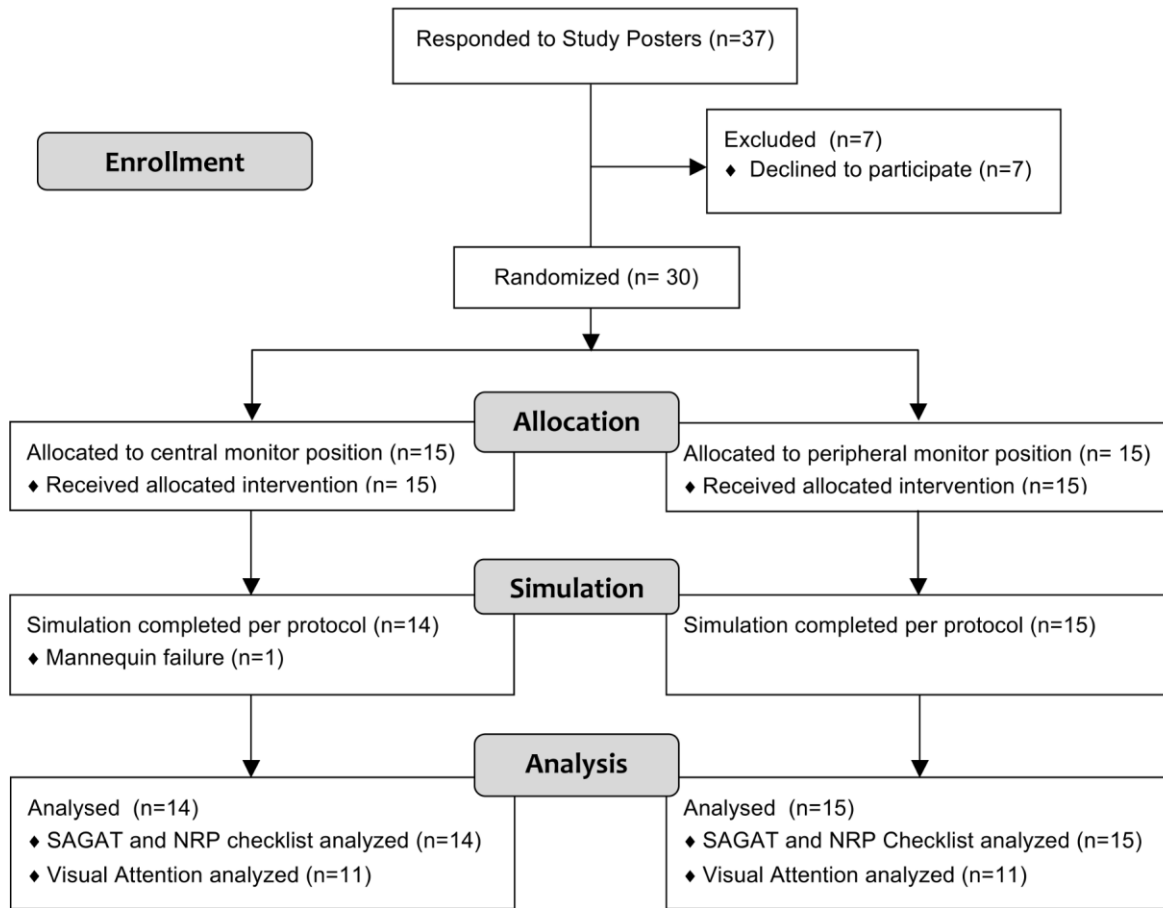 Responded to Study Posters (n=37)
Enrollment
Excluded  (n=7)
♦ Declined to participate (n=7)
Randomized (n= 30)
Allocation
Allocated to central monitor position (n=15)
♦ Received allocated intervention (n= 15)
Allocated to peripheral monitor position (n= 15)
♦ Received allocated intervention (n=15)
Simulation
Simulation completed per protocol (n=14)
♦ Mannequin failure (n=1)
Simulation completed per protocol (n=15)
Analysis
Analysed  (n=14)
♦ SAGAT and NRP checklist analyzed (n=14)
♦ Visual Attention analyzed (n=11)
Analysed  (n=15)
♦ SAGAT and NRP Checklist analyzed (n=15)
♦ Visual Attention analyzed (n=11)